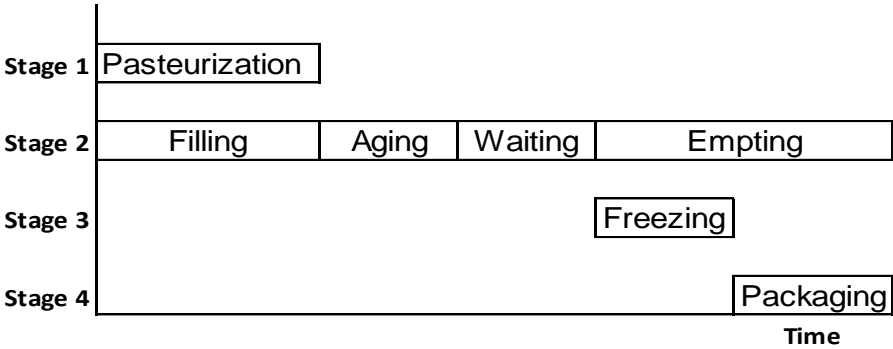 Stage 1 Pasteurization
Stage 2 Filling Aging Waiting Empting
Stage 3 Freezing
Stage 4 Packaging
Time